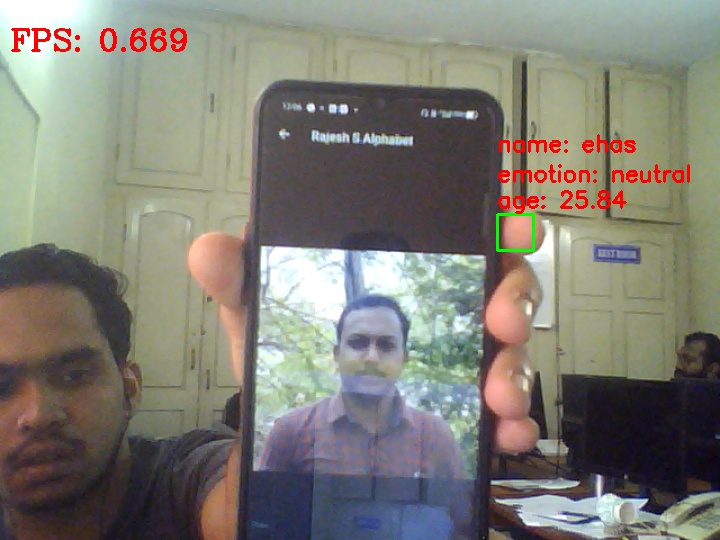 FPS: 0.669
Rajesh S Alphabet
name: ehas
emotion: neutral
age: 25.84